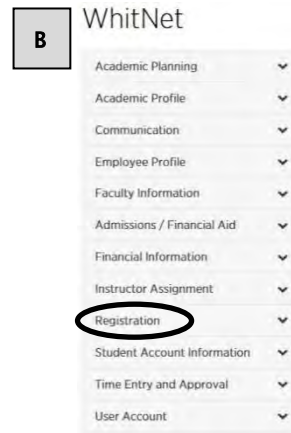 B
WhitNet
Academic Planning
Academic Profile
Communication
Employee Profile
Faculty Information
Admissions / Financial Aid
Financial Information
Instructor Assignment
Registration
Student Account Information
Time Entry and Approval
User Account